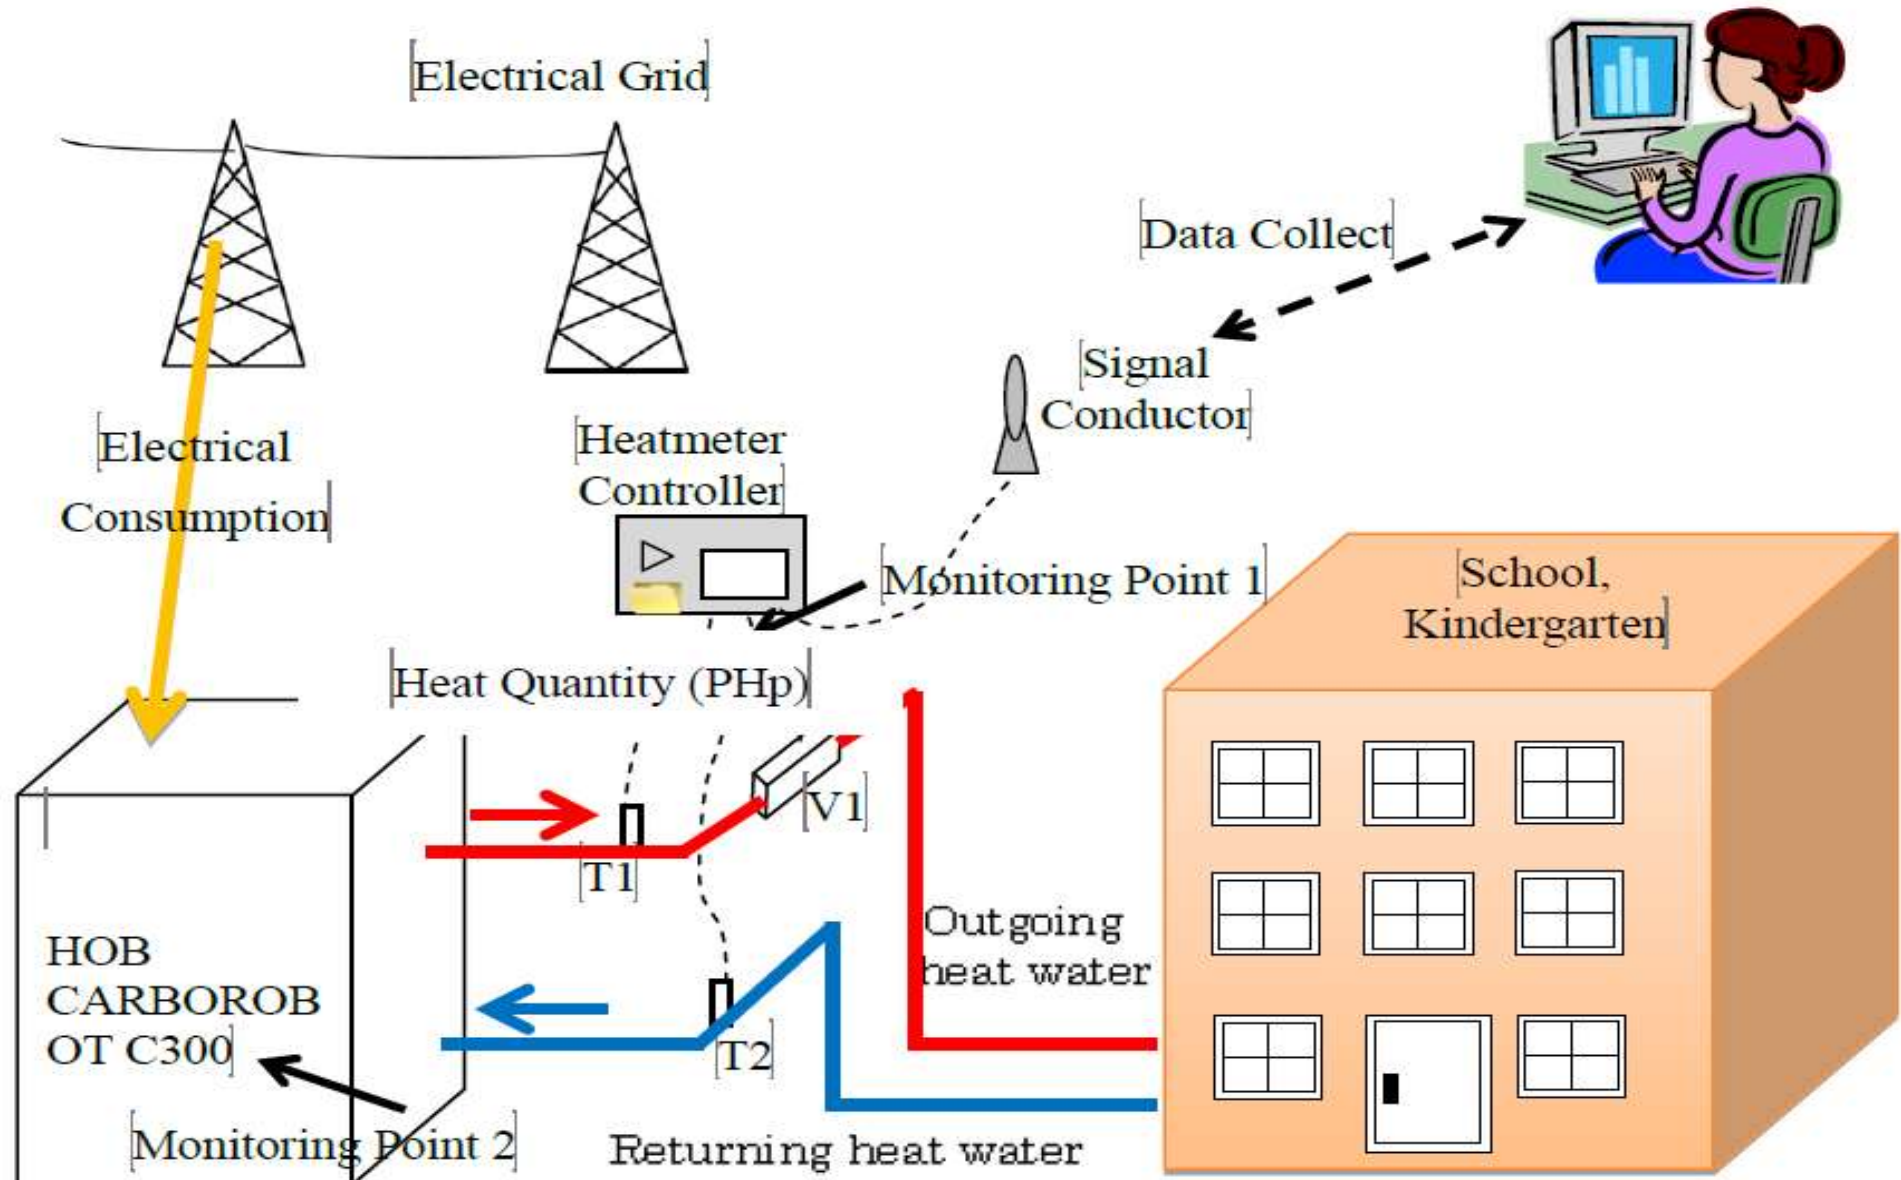 Electrical Grid
Data Collect
Signal
Conductor
Electrical
Consumption
Heatmeter
Controller
Monitoring Point 1
School,
Kindergarten
Heat Quantity (PHp)
V1
T1
Outgoing
heat water
HOB
CARBOROB
OT C300
T2
Monitoring Point 2
Returning heat water